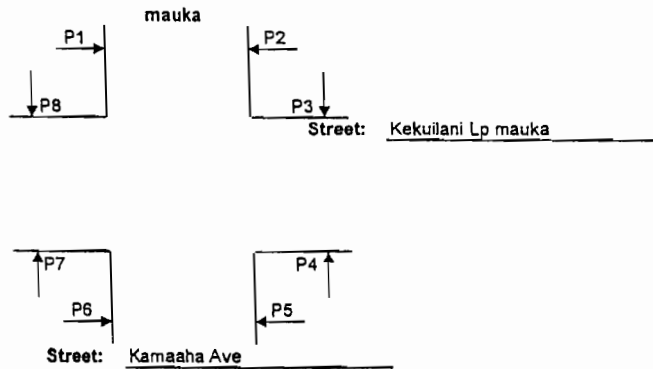 mauka
P1 P2
P8 P3
Street: Kekuilani Lp mauka
P7 P4
P6 P5
Street: Kamaaha Ave